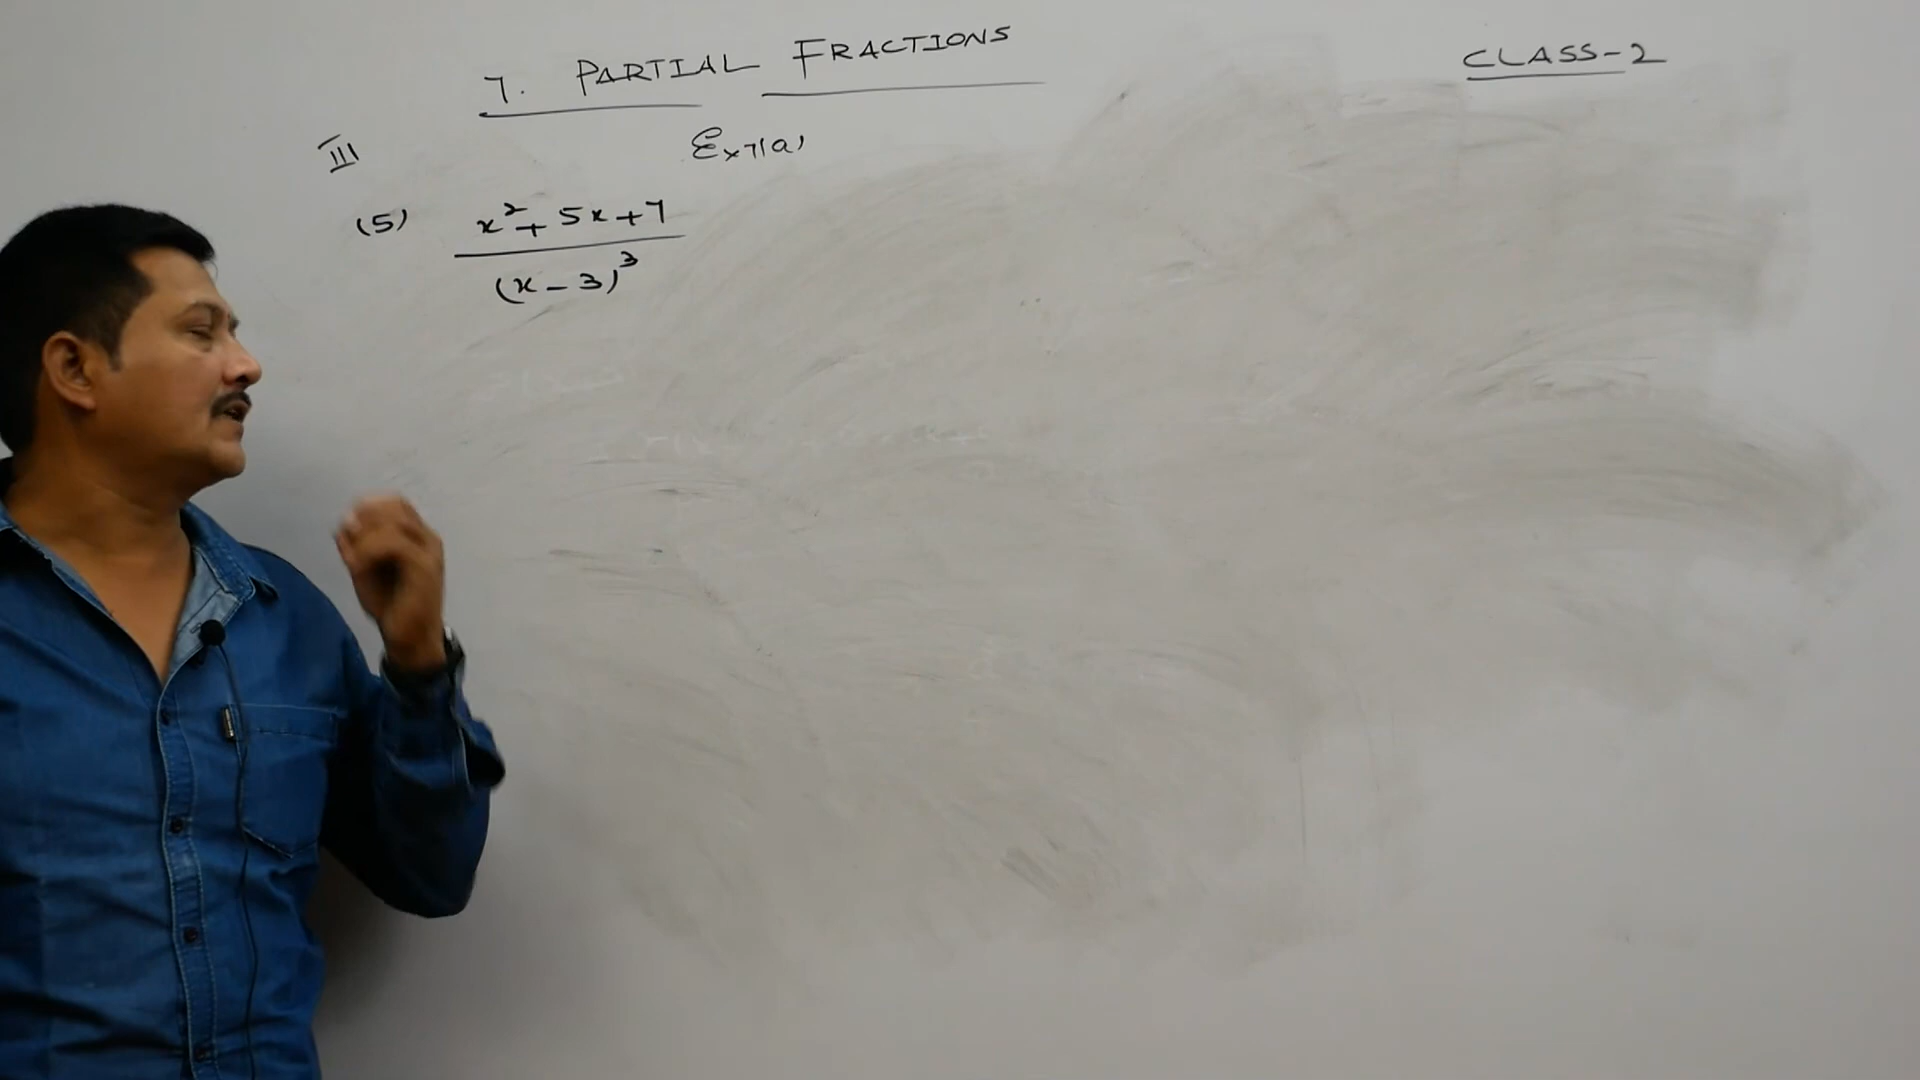 7. PARTIAL FRACTIONS
CLASS-2
III
Ex7(a)
(5) x²+5x+7
(x-3)³